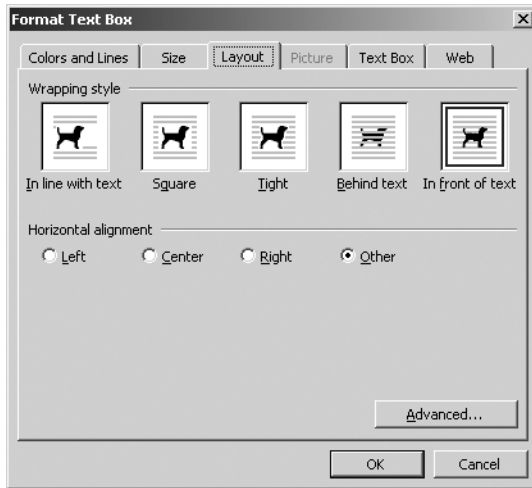 Format Text Box
Colors and Lines Size Layout Picture Text Box Web
Wrapping style
In line with text Square Tight Behind text In front of text
Horizontal alignment
Left Center Right Other
Advanced...
OK Cancel